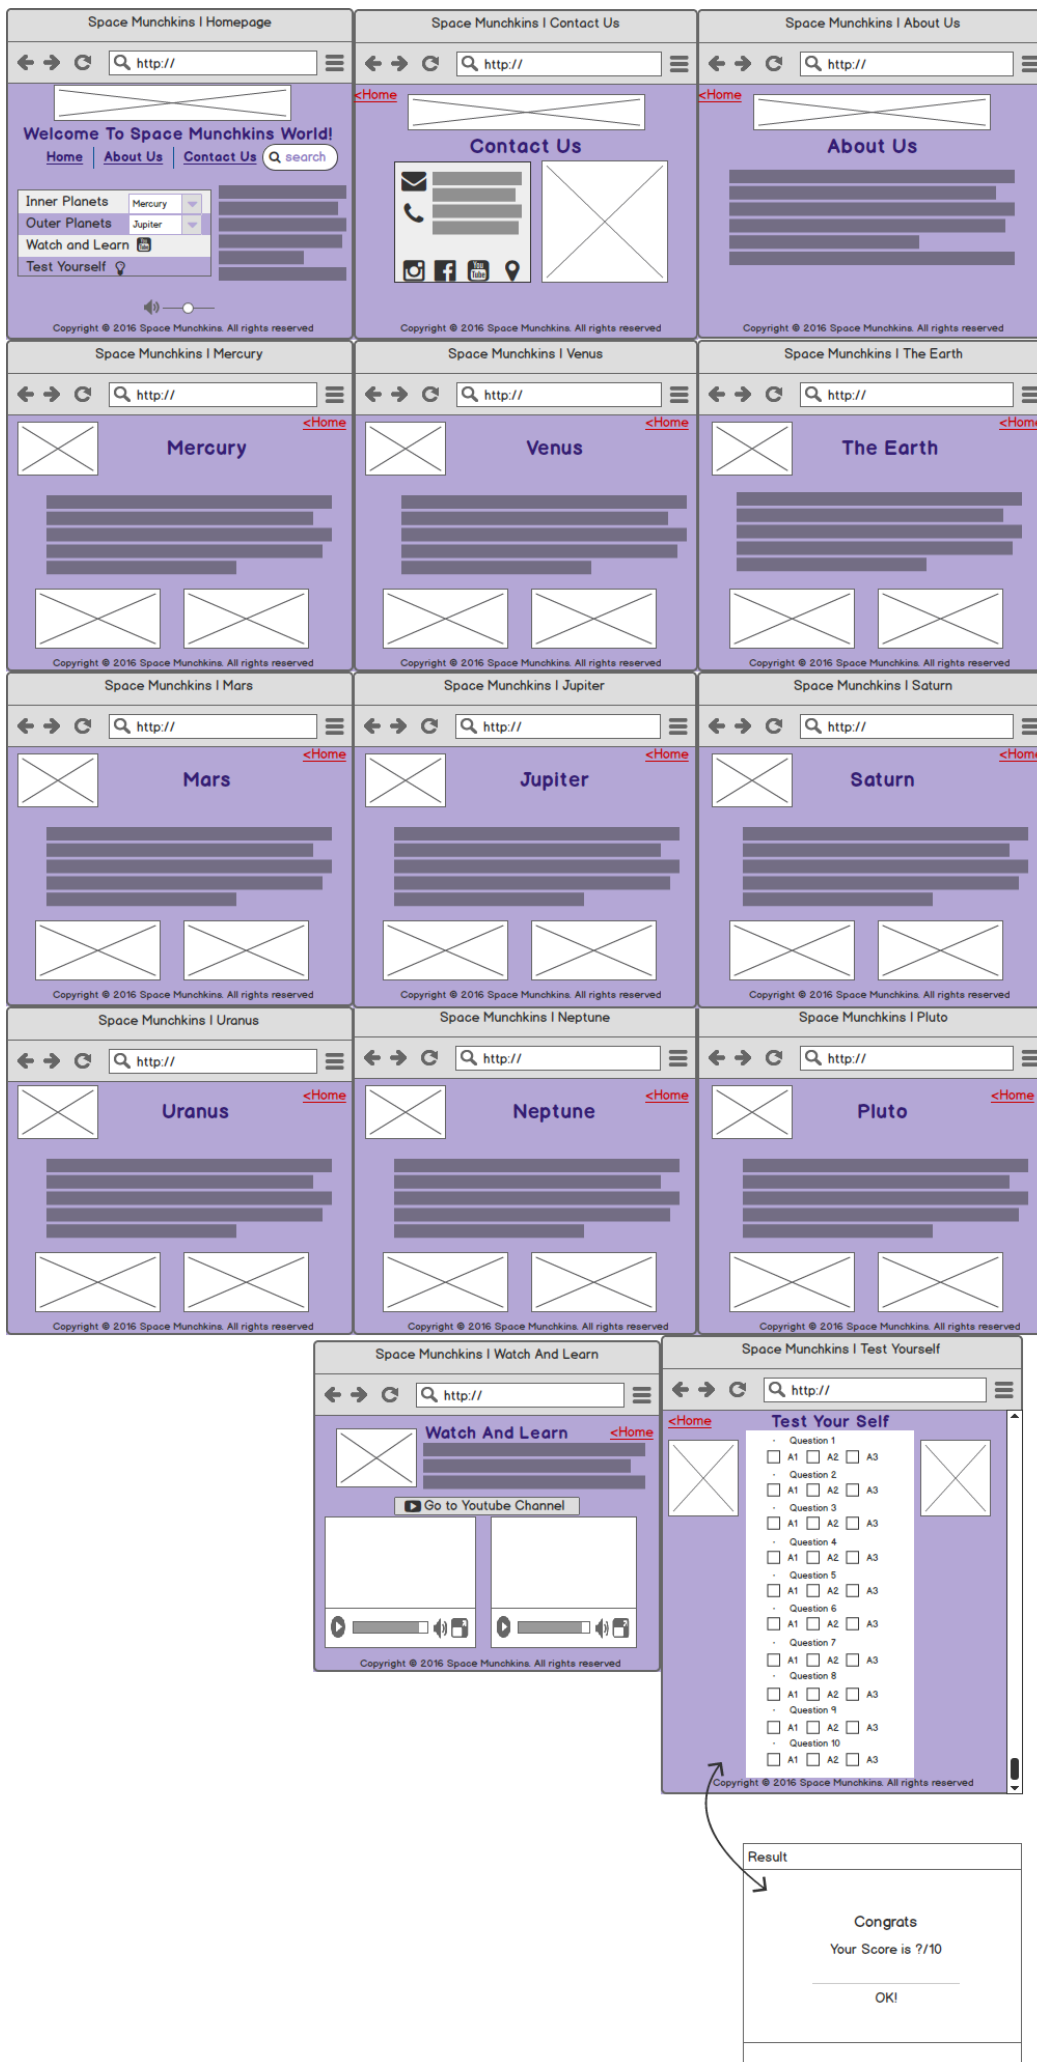 Space Munchkins | Homepage
http://
Welcome To Space Munchkins World!
Home About Us Contact Us search
Inner Planets Mercury
Outer Planets Jupiter
Watch and Learn You Tube
Test Yourself
Copyright © 2016 Space Munchkins. All rights reserved
Space Munchkins | Contact Us
http://
<Home
Contact Us
You Tube
Copyright © 2016 Space Munchkins. All rights reserved
Space Munchkins | About Us
http://
<Home
About Us
Copyright © 2016 Space Munchkins. All rights reserved
Space Munchkins | Mercury
http://
<Home
Mercury
Copyright © 2016 Space Munchkins. All rights reserved
Space Munchkins | Venus
http://
<Home
Venus
Copyright © 2016 Space Munchkins. All rights reserved
Space Munchkins | The Earth
http://
<Home
The Earth
Copyright © 2016 Space Munchkins. All rights reserved
Space Munchkins | Mars
http://
<Home
Mars
Copyright © 2016 Space Munchkins. All rights reserved
Space Munchkins | Jupiter
http://
<Home
Jupiter
Copyright © 2016 Space Munchkins. All rights reserved
Space Munchkins | Saturn
http://
<Home
Saturn
Copyright © 2016 Space Munchkins. All rights reserved
Space Munchkins | Uranus
http://
<Home
Uranus
Copyright © 2016 Space Munchkins. All rights reserved
Space Munchkins | Neptune
http://
<Home
Neptune
Copyright © 2016 Space Munchkins. All rights reserved
Space Munchkins | Pluto
http://
<Home
Pluto
Copyright © 2016 Space Munchkins. All rights reserved
Space Munchkins | Watch And Learn
http://
Watch And Learn <Home
Go to Youtube Channel
Copyright © 2016 Space Munchkins. All rights reserved
Space Munchkins | Test Yourself
http://
<Home Test Your Self
· Question 1
A1 A2 A3
· Question 2
A1 A2 A3
· Question 3
A1 A2 A3
· Question 4
A1 A2 A3
· Question 5
A1 A2 A3
· Question 6
A1 A2 A3
· Question 7
A1 A2 A3
· Question 8
A1 A2 A3
· Question 9
A1 A2 A3
· Question 10
A1 A2 A3
Copyright © 2016 Space Munchkins. All rights reserved
Result
Congrats
Your Score is ?/10
OK!